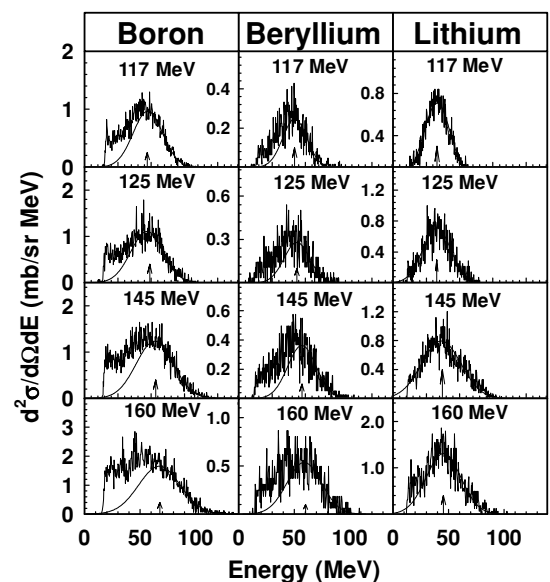 Boron Beryllium Lithium
2
117 MeV 117 MeV 117 MeV
0.4 0.8
1
0.2 0.4
0
125 MeV 125 MeV 125 MeV
2 0.6 1.2
0.8
1 0.3
0.4
0
145 MeV 145 MeV 145 MeV
2 0.6 1.2
0.4 0.8
1
0.2 0.4
0
160 MeV 160 MeV 160 MeV
3 1.0 2.0
2
0.5 1.0
1
0
0 50 100 0 50 100 0 50 100
Energy (MeV)
d²σ/dΩdE (mb/sr MeV)